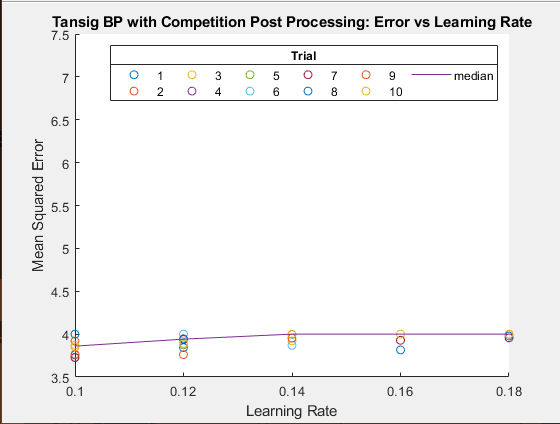 Tansig BP with Competition Post Processing: Error vs Learning Rate
Trial
1 3 5 7 9 median
2 4 6 8 10
Mean Squared Error
7.5
7
6.5
6
5.5
5
4.5
4
3.5
0.1 0.12 0.14 0.16 0.18
Learning Rate